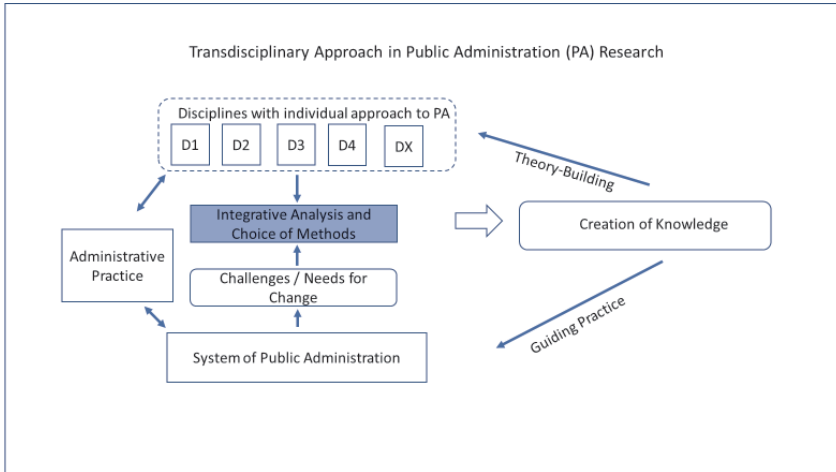 Transdisciplinary Approach in Public Administration (PA) Research
Disciplines with individual approach to PA
D1 D2 D3 D4 DX
Theory-Building
Integrative Analysis and
Choice of Methods
Creation of Knowledge
Administrative
Practice
Challenges / Needs for
Change
Guiding Practice
System of Public Administration